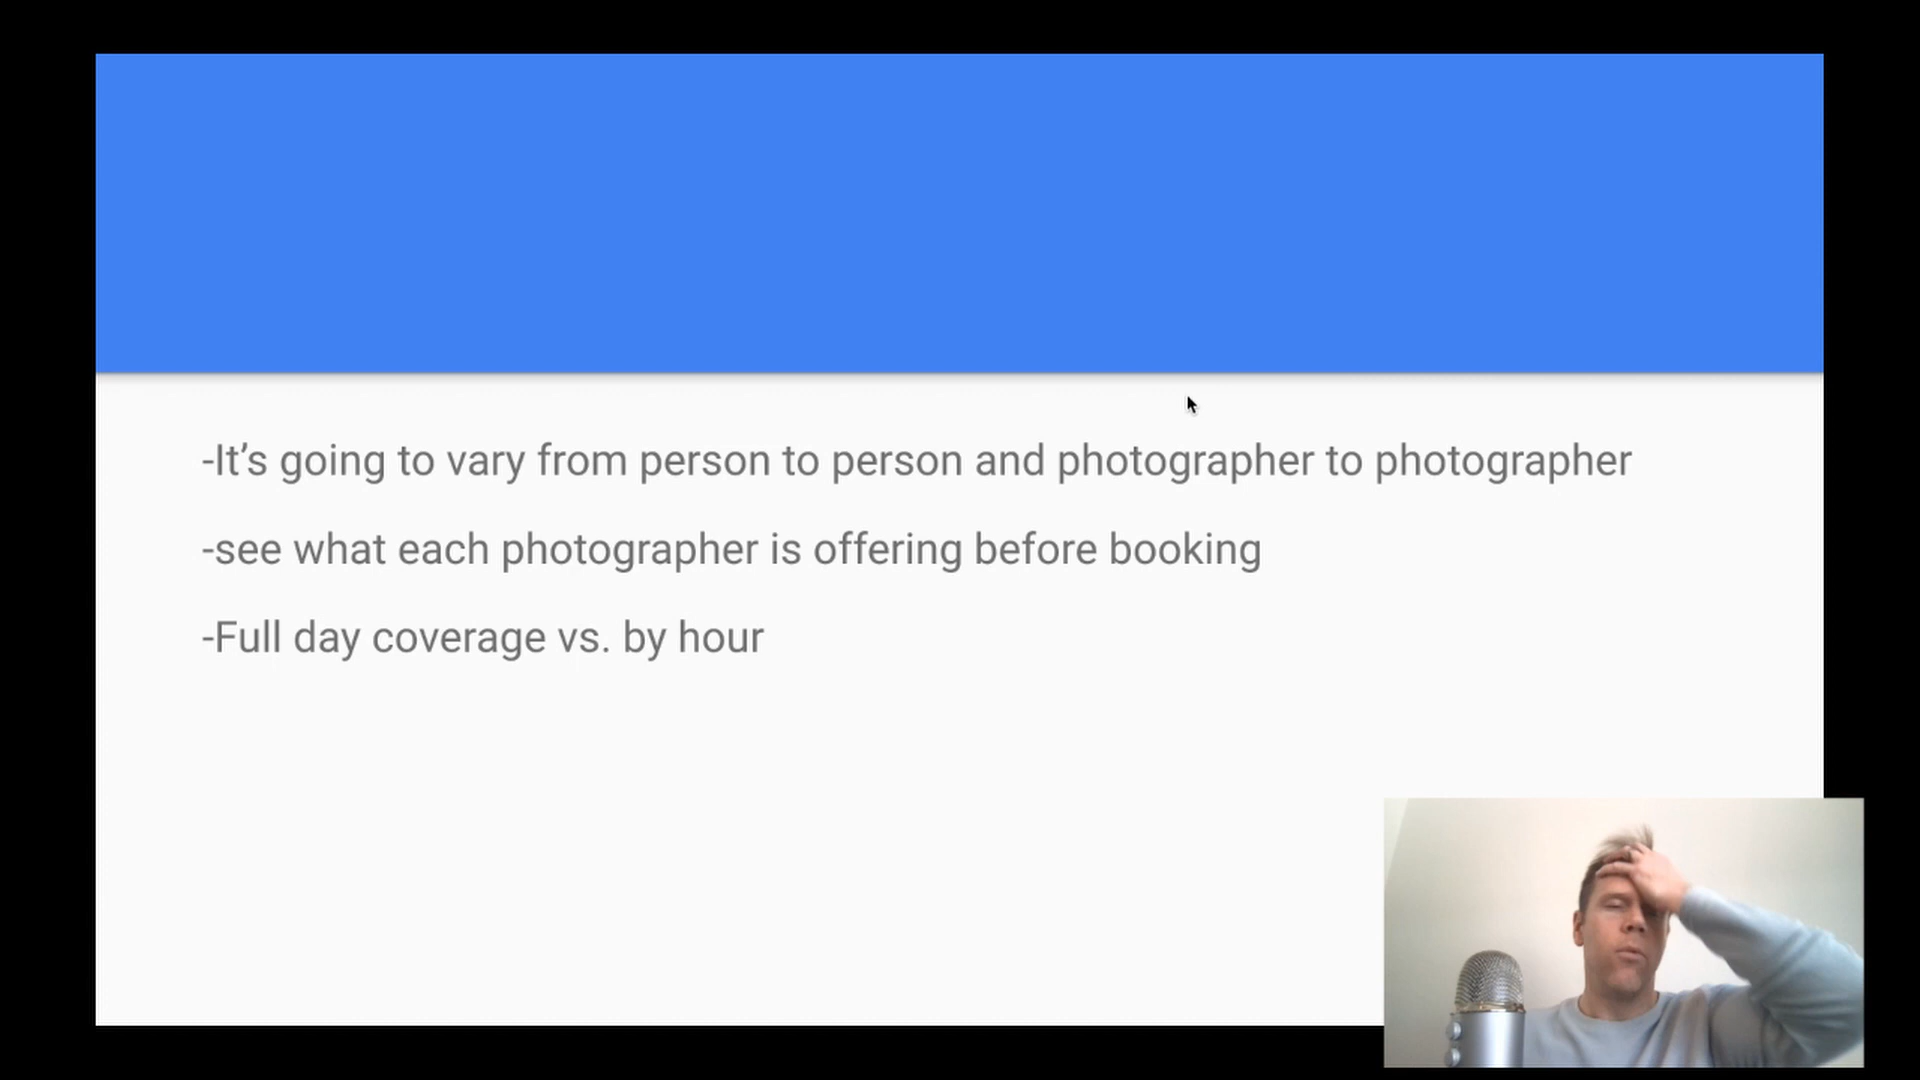 -It’s going to vary from person to person and photographer to photographer
-see what each photographer is offering before booking
-Full day coverage vs. by hour